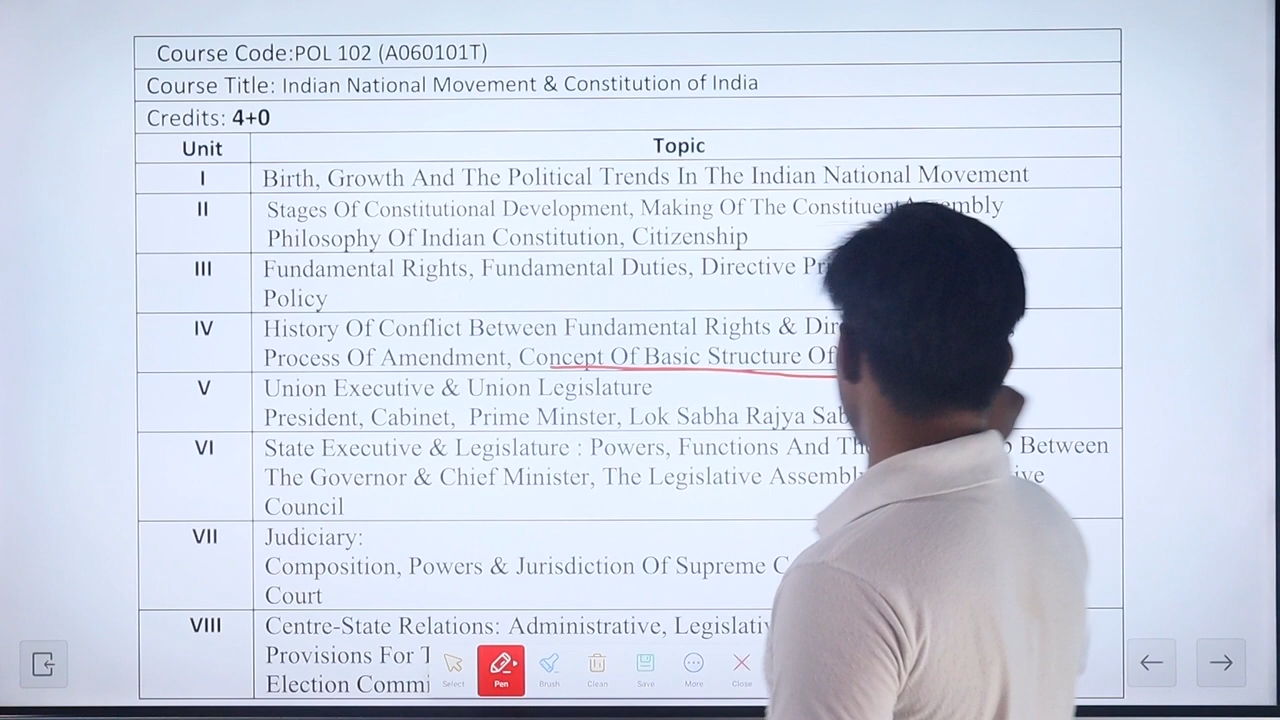 Course Code:POL 102 (A060101T)
Course Title: Indian National Movement & Constitution of India
Credits: 4+0
Unit Topic
I Birth, Growth And The Political Trends In The Indian National Movement
II Stages Of Constitutional Development, Making Of The Constituent
Philosophy Of Indian Constitution, Citizenship
III Fundamental Rights, Fundamental Duties, Directive
Policy
IV History Of Conflict Between Fundamental Rights &
Process Of Amendment, Concept Of Basic Structure Of
V Union Executive & Union Legislature
President, Cabinet, Prime Minster, Lok Sabha Rajya
VI State Executive & Legislature : Powers, Functions And Between
The Governor & Chief Minister, The Legislative
Council
VII Judiciary:
Composition, Powers & Jurisdiction Of Supreme
Court
VIII Centre-State Relations: Administrative,
Provisions For
Election
Select Pen Brush Clean Save More Close